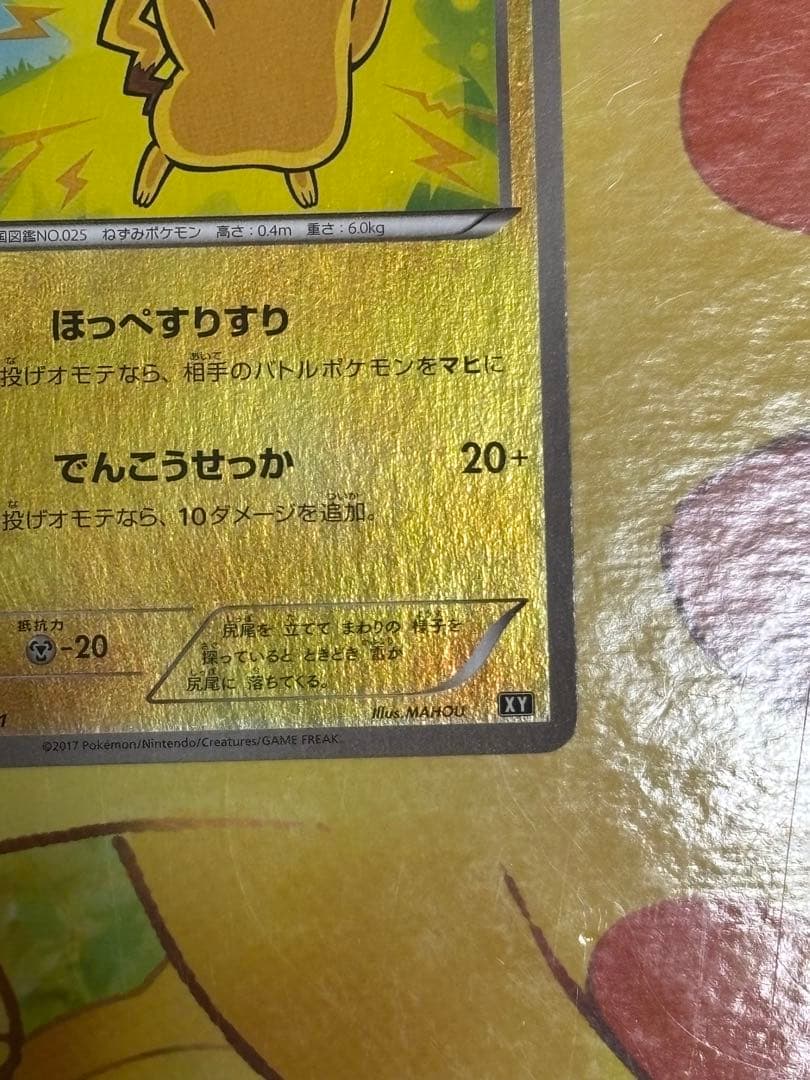 国図鑑NO.025 ねずみポケモン 高さ：0.4m 重さ：6.0kg
ほっぺすりすり
投げオモテなら、相手のバトルポケモンをマヒに
でんこうせっか 20+
投げオモテなら、10ダメージを追加。
抵抗力
-20
尻尾を 立てて まわりの 様子を
探っていると ときどき 雷が
尻尾に 落ちてくる。
Illus. MAHOU XY
©2017 Pokémon/Nintendo/Creatures/GAME FREAK.